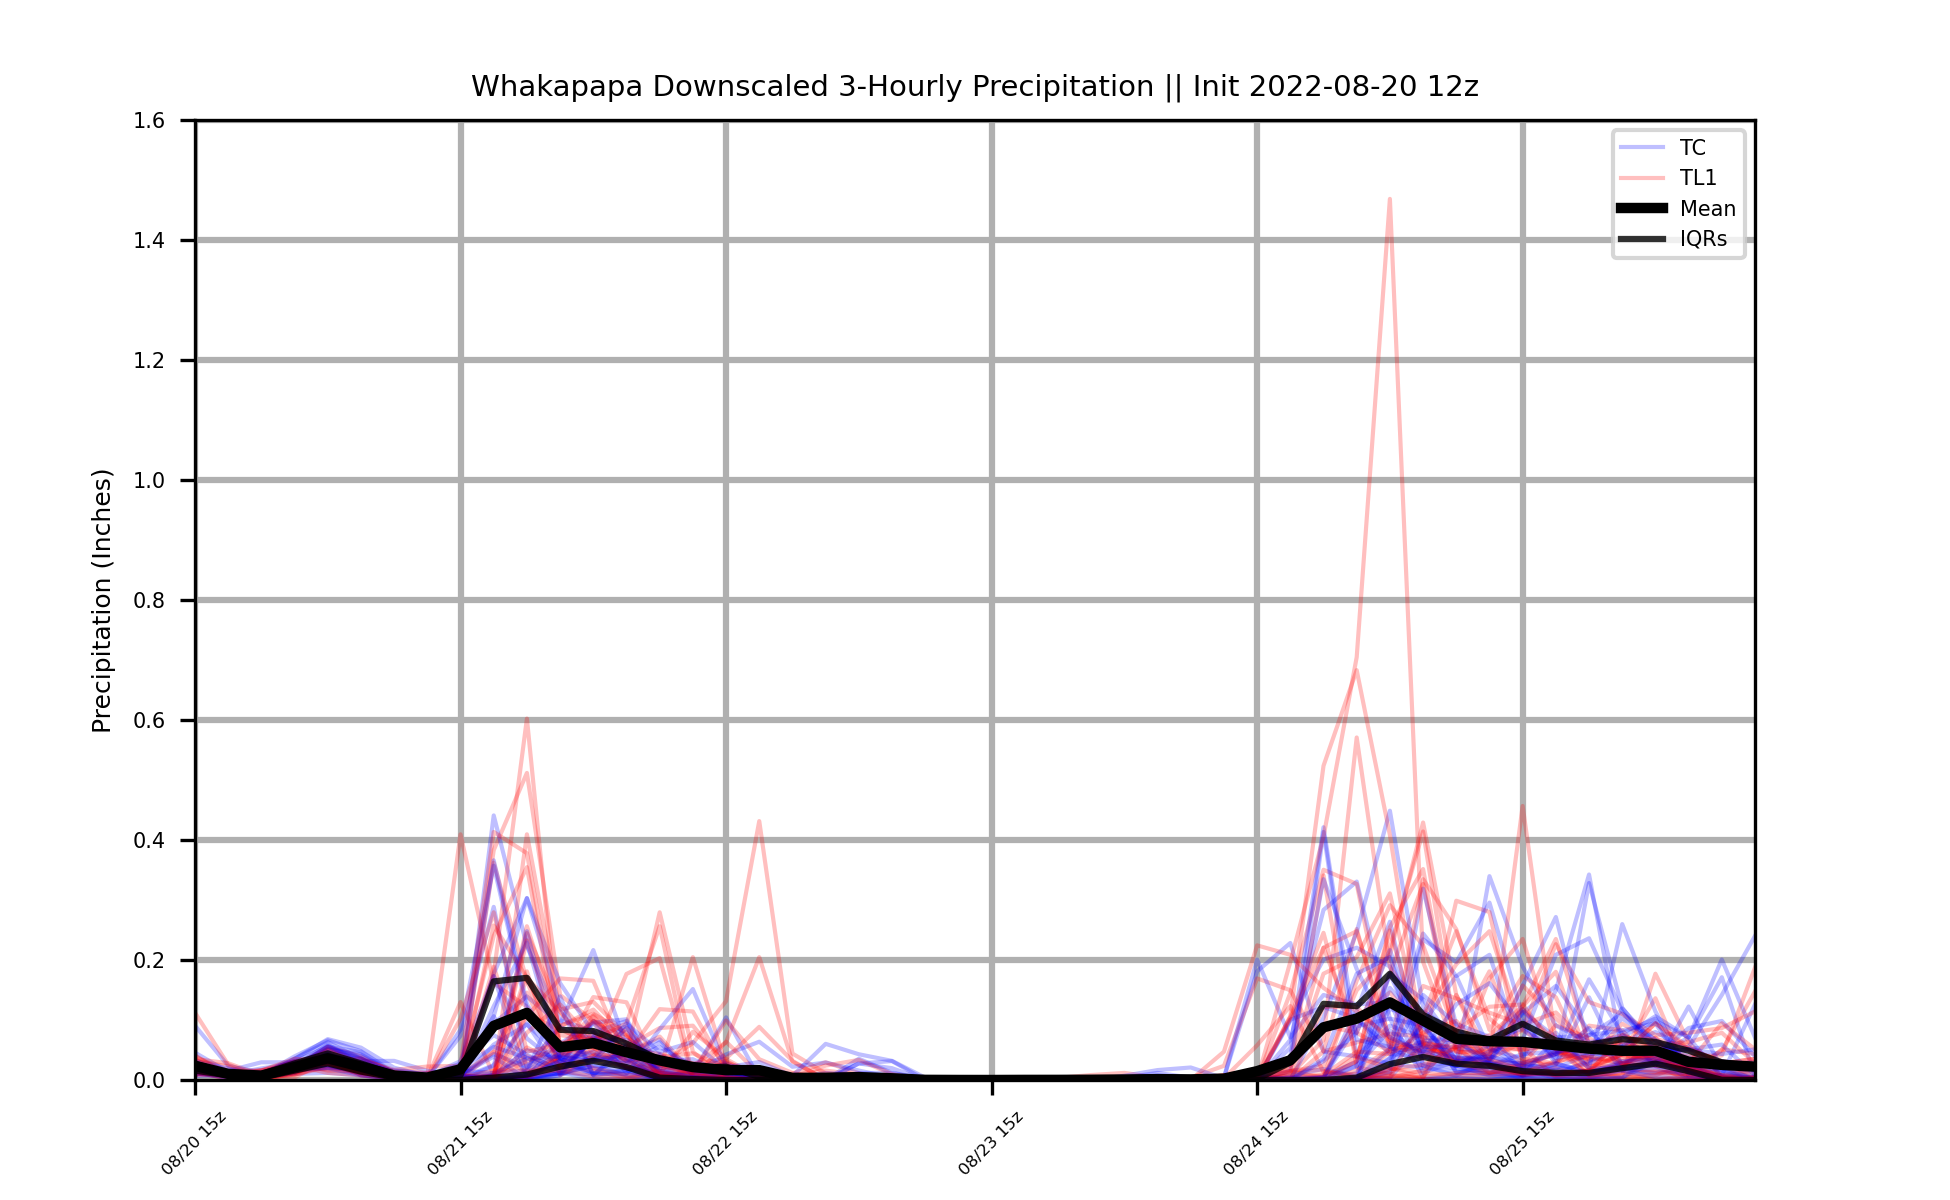 Whakapapa Downscaled 3-Hourly Precipitation || Init 2022-08-20 12z
1.6
1.4
1.2
1.0
0.8
0.6
0.4
0.2
0.0
Precipitation (Inches)
TC
TL1
Mean
IQRs
08/20 15z
08/21 15z
08/22 15z
08/23 15z
08/24 15z
08/25 15z